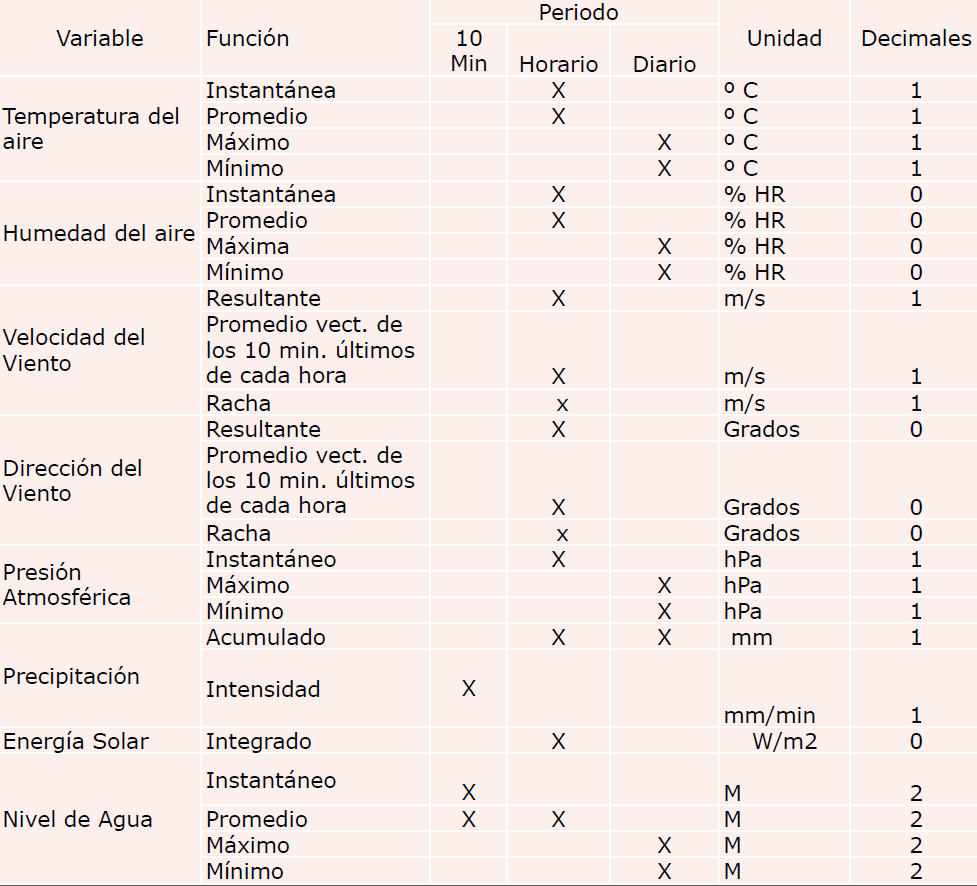 Periodo
Variable Función 10 Min Horario Diario Unidad Decimales
Temperatura del aire
Instantánea X º C 1
Promedio X º C 1
Máximo X º C 1
Mínimo X º C 1
Humedad del aire
Instantánea X % HR 0
Promedio X % HR 0
Máxima X % HR 0
Mínimo X % HR 0
Velocidad del Viento
Resultante X m/s 1
Promedio vect. de
los 10 min. últimos
de cada hora X m/s 1
Racha x m/s 1
Dirección del Viento
Resultante X Grados 0
Promedio vect. de
los 10 min. últimos
de cada hora X Grados 0
Racha x Grados 0
Presión Atmosférica
Instantáneo X hPa 1
Máximo X hPa 1
Mínimo X hPa 1
Precipitación
Acumulado X X mm 1
Intensidad X mm/min 1
Energía Solar Integrado X W/m2 0
Nivel de Agua
Instantáneo X M 2
Promedio X X M 2
Máximo X M 2
Mínimo X M 2